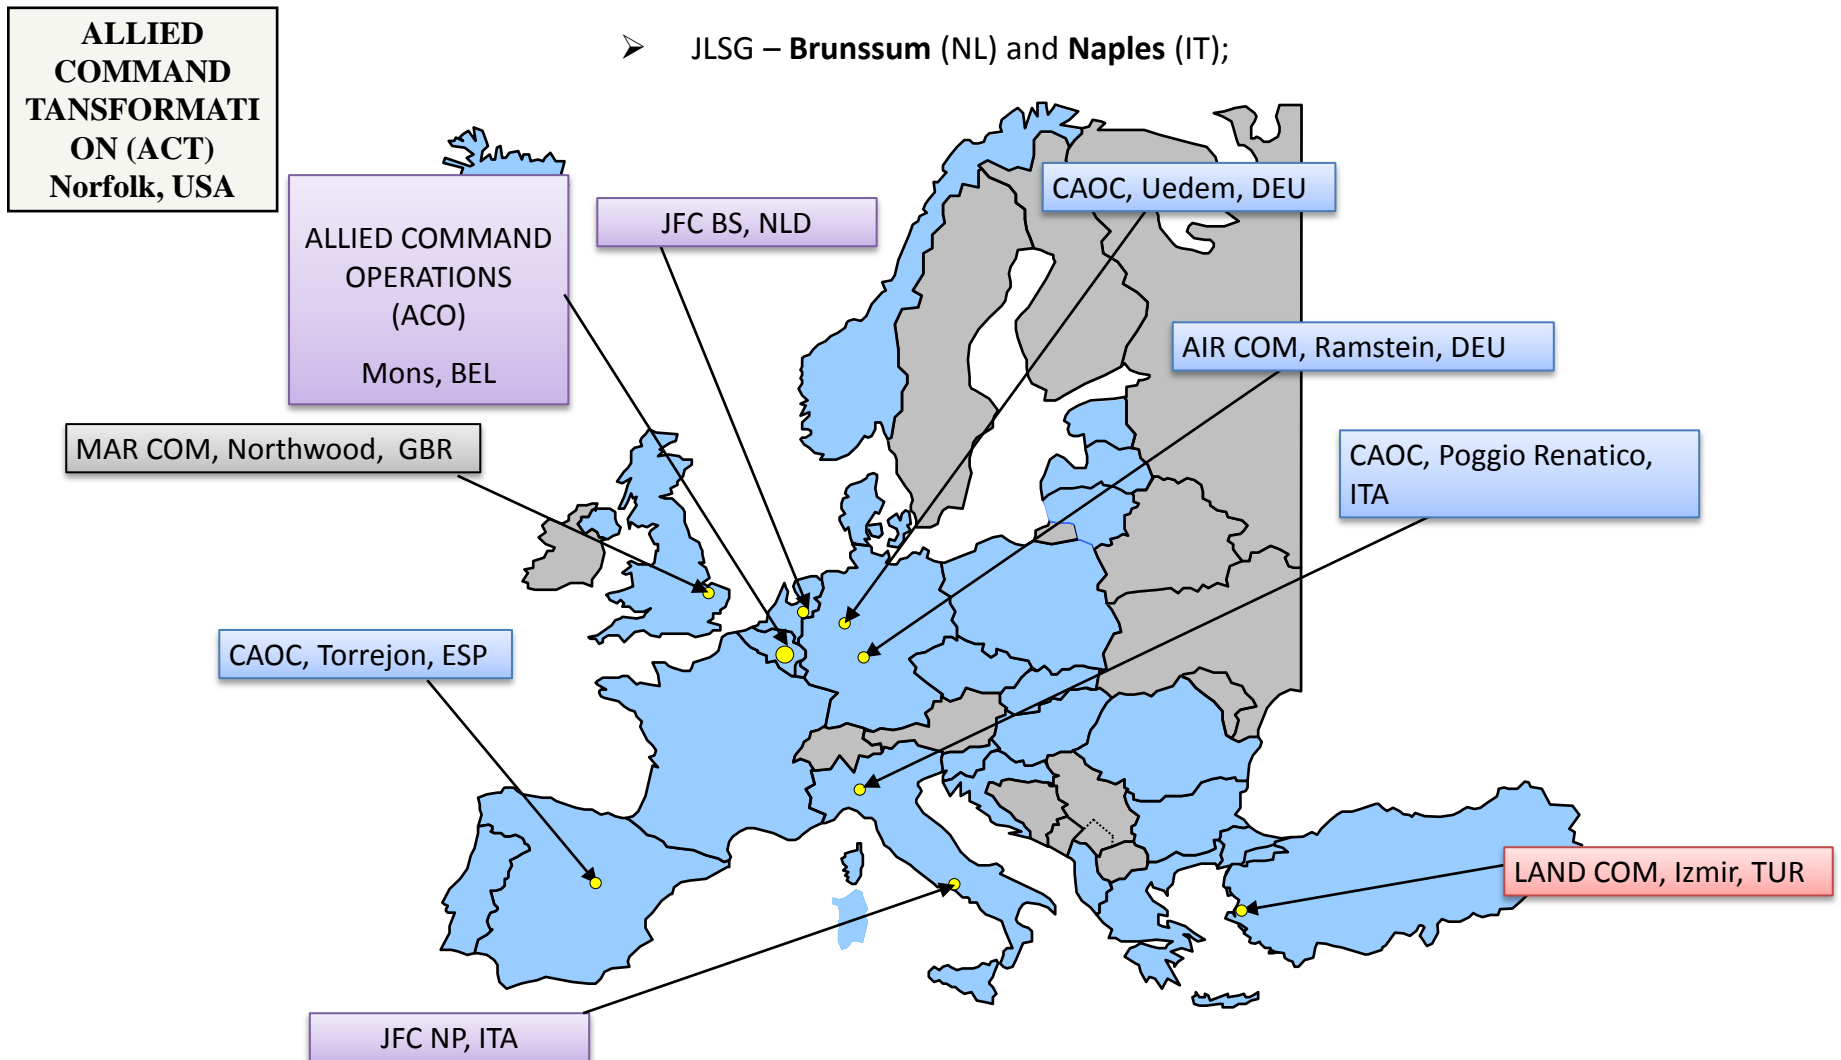 ALLIED
COMMAND
TANSFORMATI
ON (ACT)
Norfolk, USA
➢ JLSG – Brunssum (NL) and Naples (IT);
CAOC, Uedem, DEU
JFC BS, NLD
ALLIED COMMAND
OPERATIONS
(ACO)
Mons, BEL
AIR COM, Ramstein, DEU
MAR COM, Northwood, GBR
CAOC, Poggio Renatico,
ITA
CAOC, Torrejon, ESP
LAND COM, Izmir, TUR
JFC NP, ITA